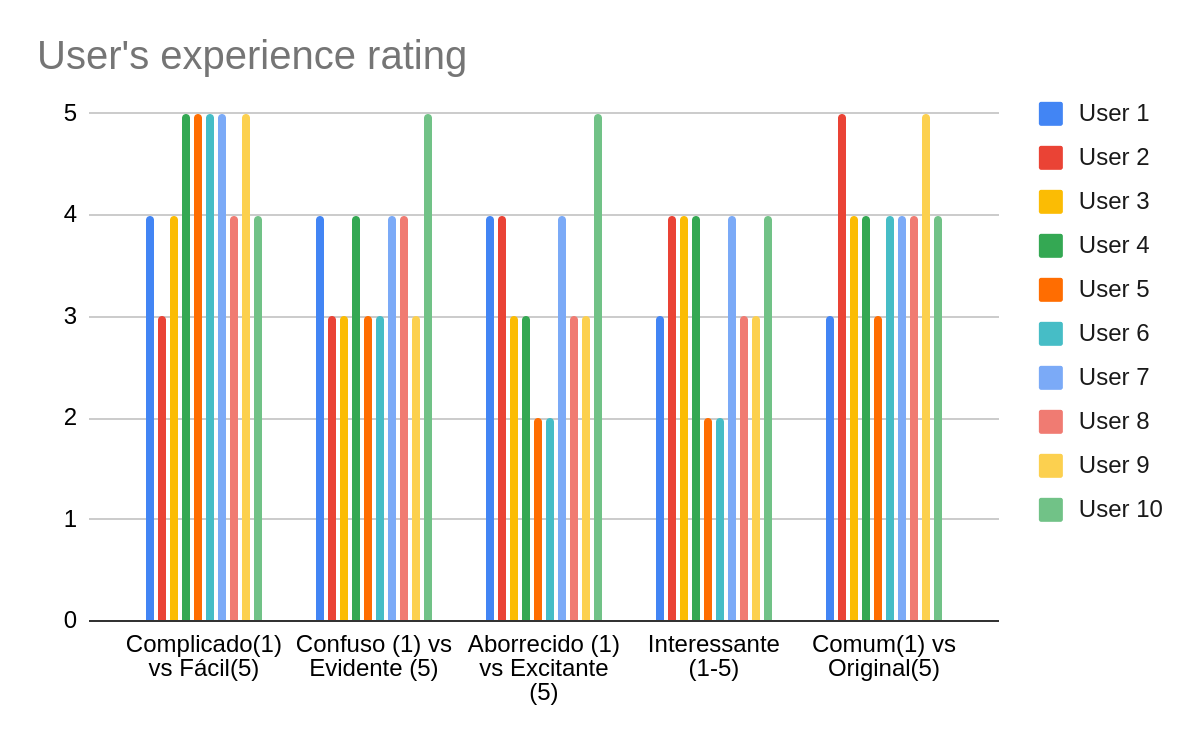 User's experience rating
5
4
3
2
1
0
Complicado(1)
vs Fácil(5)
Confuso (1) vs
Evidente (5)
Aborrecido (1)
vs Excitante
(5)
Interessante
(1-5)
Comum(1) vs
Original(5)
User 1
User 2
User 3
User 4
User 5
User 6
User 7
User 8
User 9
User 10